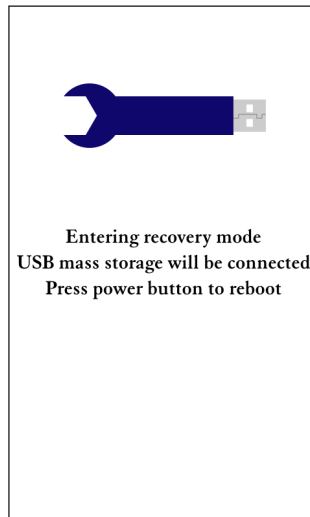 Entering recovery mode
USB mass storage will be connected
Press power button to reboot